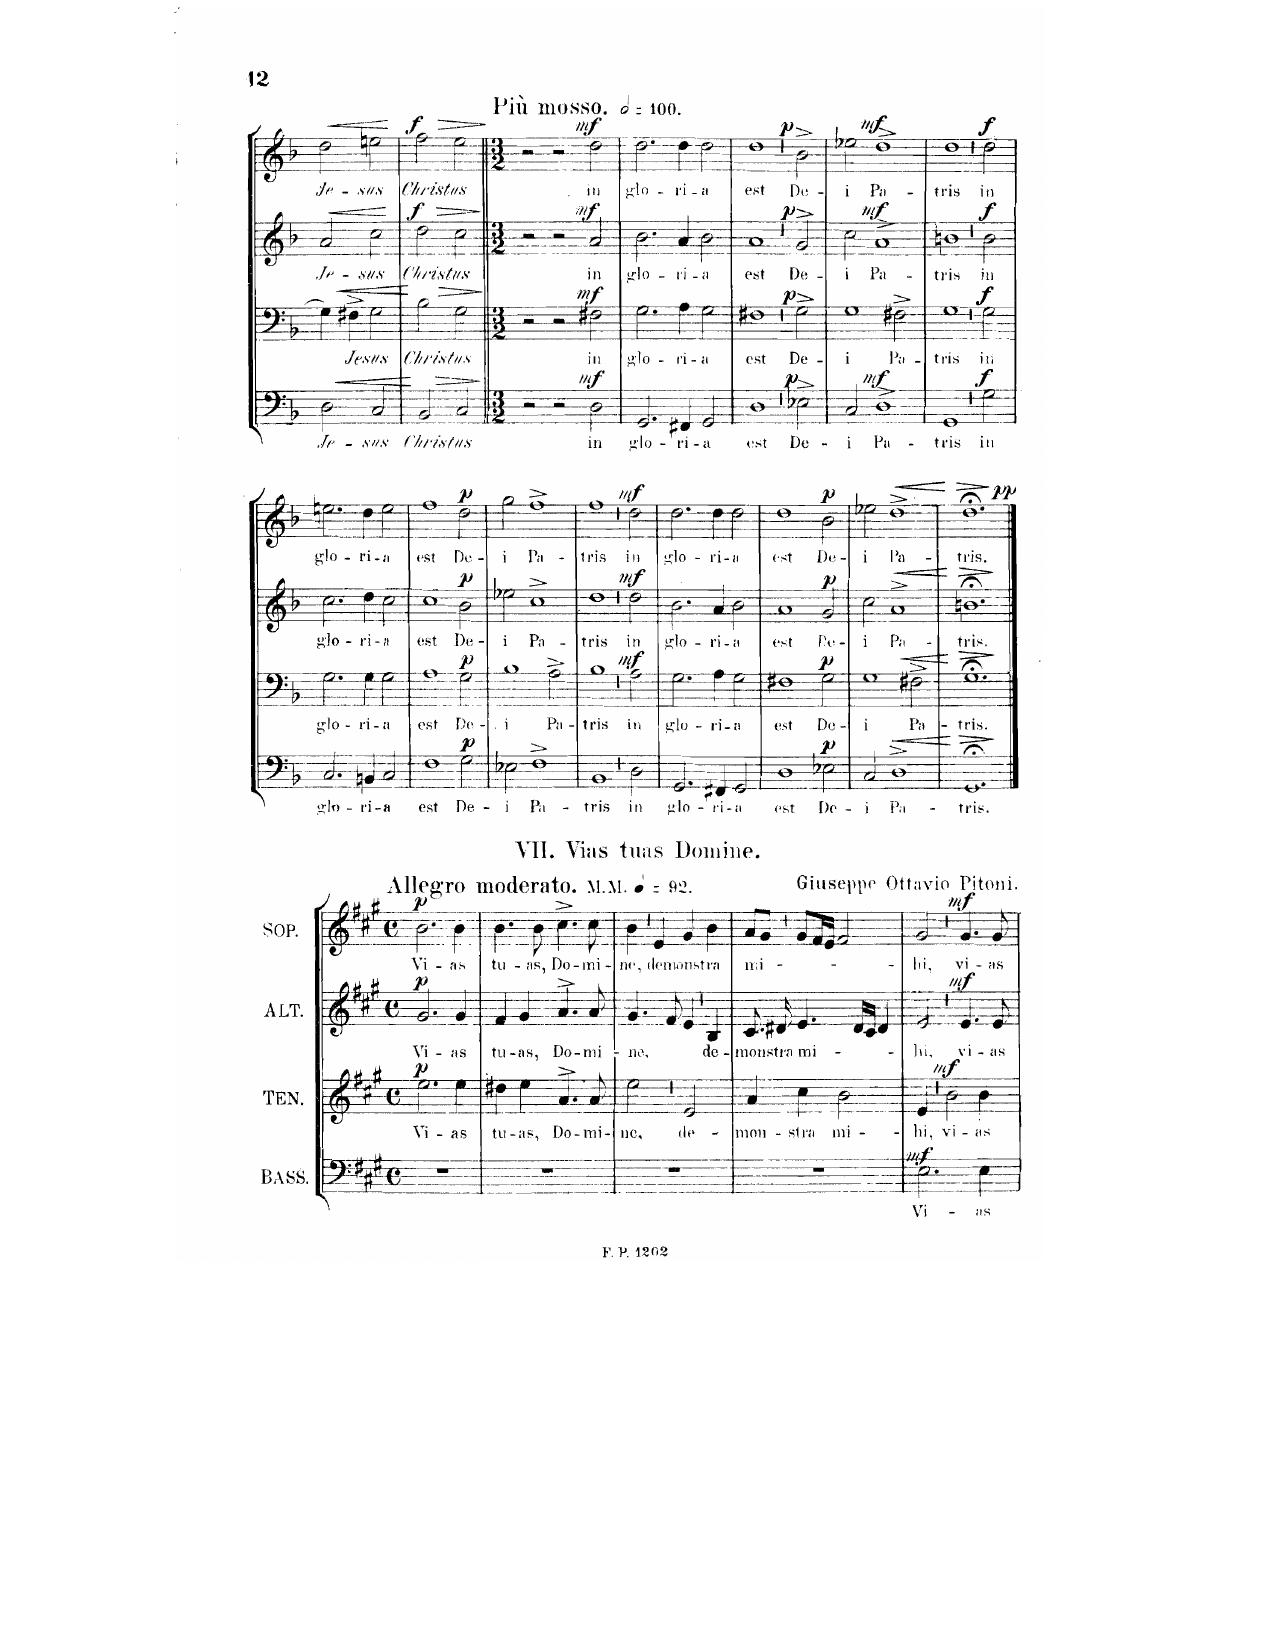 12
Più mosso. = 100.
mf p mf f
Je - sus Christus in glo - ri - a est De - i Pa - tris in
f mf p mf f
Je - sus Christus in glo - ri - a est De - i Pa - tris in
mf p f
Jesus Christus in glo - ri - a est De - i Pa - tris in
mf p mf f
Je - sus Christus in glo - ri - a est De - i Pa - tris in
p mf p pp
glo - ri - a est De - i Pa - tris in glo - ri - a est De - i Pa - tris.
p mf p
glo - ri - a est De - i Pa - tris in glo - ri - a est De - i Pa - tris.
p mf p
glo - ri - a est De - i Pa - tris in glo - ri - a est De - i Pa - tris.
p p
glo - ri - a est De - i Pa - tris in glo - ri - a est De - i Pa - tris.
VII. Vias tuas Domine.
Allegro moderato. M.M. = 92. Giuseppe Ottavio Pitoni.
p mf
SOP.
Vi - as tu - as, Do - mi - ne, demonstra mi - - - hi, vi - as
p mf
ALT.
Vi - as tu - as, Do - mi - ne, de - monstra mi - - - hi, vi - as
p mf
TEN.
Vi - as tu - as, Do - mi - ne, de - mon - stra mi - - hi, vi - as
mf
BASS.
Vi - as
F. P. 1202